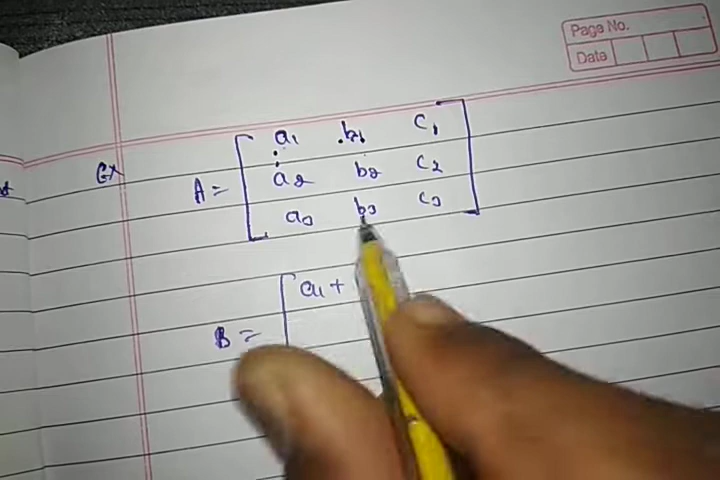 Page No.
Date
Ex
A = a1 b1 c1
a2 b2 c2
a3 b3 c3
B = a1 +